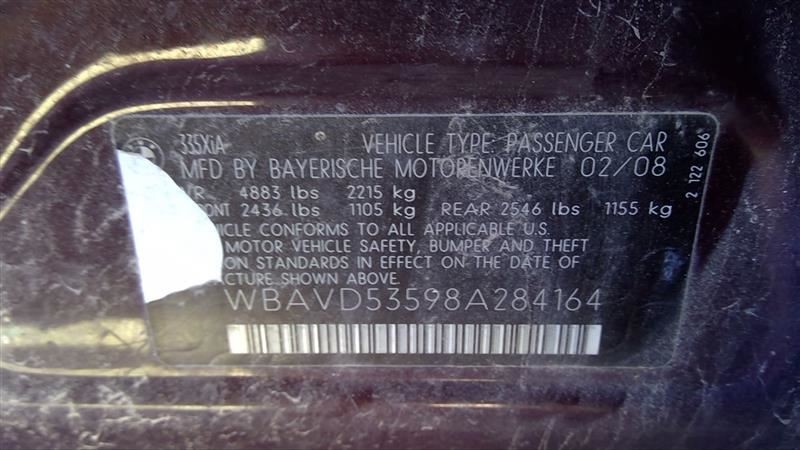 335XiA VEHICLE TYPE: PASSENGER CAR
MFD BY BAYERISCHE MOTORENWERKE 02/08
4883 lbs 2215 kg
2436 lbs 1105 kg REAR 2546 lbs 1155 kg
CONFORMS TO ALL APPLICABLE U.S.
MOTOR VEHICLE SAFETY, BUMPER AND THEFT
STANDARDS IN EFFECT ON THE DATE OF
SHOWN ABOVE.
WBAVD53598A284164
2 122 606